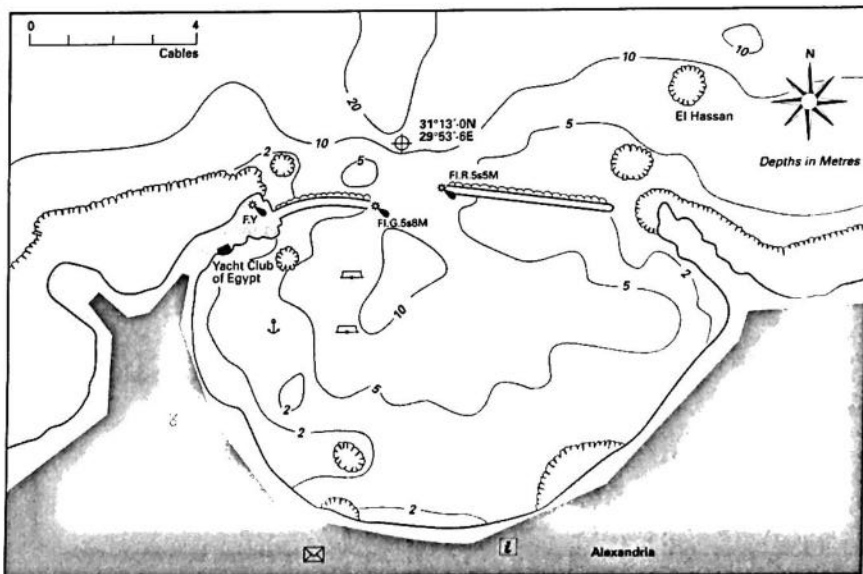 0 4
Cables
20
10
10
5
2
5
31°13'·0N
29°53'·6E
El Hassan
N
Depths in Metres
Fl.R.5s5M
F.Y
Fl.G.5s8M
Yacht Club
of Egypt
10
5
2
5
2
2
2
i
Alexandria